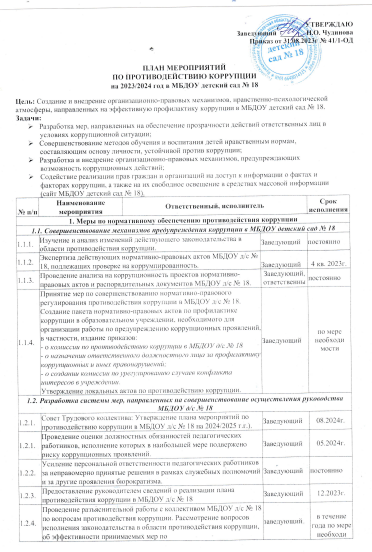 УТВЕРЖДАЮ
Заведующий Н.О. Чудинова
Приказ от 31.08.2023г № 41/1-ОД
детский
сад № 18
ПЛАН МЕРОПРИЯТИЙ
ПО ПРОТИВОДЕЙСТВИЮ КОРРУПЦИИ
на 2023/2024 год в МБДОУ детский сад № 18
Цель: Создание и внедрение организационно-правовых механизмов, нравственно-психологической
атмосферы, направленных на эффективную профилактику коррупции в МБДОУ детский сад № 18.
Задачи:
➢ Разработка мер, направленных на обеспечение прозрачности действий ответственных лиц в
условиях коррупционной ситуации;
➢ Совершенствование методов обучения и воспитания детей нравственным нормам,
составляющим основу личности, устойчивой против коррупции;
➢ Разработка и внедрение организационно-правовых механизмов, предупреждающих
возможность коррупционных действий;
➢ Содействие реализации прав граждан и организаций на доступ к информации о фактах и
факторах коррупции, а также на их свободное освещение в средствах массовой информации
(сайт МБДОУ детский сад № 18).
№ п/п Наименование мероприятия Ответственный, исполнитель Срок исполнения
1. Меры по нормативному обеспечению противодействия коррупции
1.1. Совершенствование механизмов предупреждения коррупции в МБДОУ детский сад № 18
1.1.1. Изучение и анализ изменений действующего законодательства в Заведующий постоянно
области противодействия коррупции.
1.1.2. Экспертиза действующих нормативно-правовых актов МБДОУ д/с №
18, подлежащих проверке на коррумпированность. Заведующий 4 кв. 2023г.
1.1.3. Проведение анализа на коррупционность проектов нормативно- Заведующий, постоянно
правовых актов и распорядительных документов МБДОУ д/с № 18. ответственны
Принятие мер по совершенствованию нормативно-правового
регулирования противодействия коррупции в МБДОУ д/с № 18.
Создание пакета нормативно-правовых актов по профилактике
коррупции в образовательном учреждении, необходимого для
организации работы по предупреждению коррупционных проявлений,
в частности, издание приказов:
1.1.4. - о комиссии по противодействию коррупции в МБДОУ д/с № 18 Заведующий по мере необходимости
- о назначении ответственного должностного лица за профилактику
коррупционных и иных правонарушений;
- о создании комиссии по урегулированию случаев конфликта
интересов в учреждении.
Утверждение локальных актов по противодействию коррупции.
1.2. Разработка системы мер, направленных на совершенствование осуществления руководства
МБДОУ д/с № 18
1.2.1. Совет Трудового коллектива: Утверждение плана мероприятий по Заведующий 08.2024г.
противодействию коррупции в МБДОУ д/с № 18 на 2024-2025 г.г.).
1.2.1. Проведение оценки должностных обязанностей педагогических Заведующий 05.2024г.
работников, исполнение которых в наибольшей мере подвержено
риску коррупционных проявлений.
1.2.2. Усиление персональной ответственности педагогических работников Заведующий постоянно
за неправомерно принятые решения в рамках служебных полномочий
и за другие проявления бюрократизма.
1.2.3. Предоставление руководителем сведений о реализации плана Заведующий 12.2023г.
противодействия коррупции в МБДОУ д/с № 18
1.2.4. Проведение разъяснительной работы с коллективом МБДОУ д/с № 18 заведующий. в течение
по вопросам противодействия коррупции. Рассмотрение вопросов года по мере
исполнения законодательства в области противодействия коррупции, необходи
об эффективности принимаемых мер по